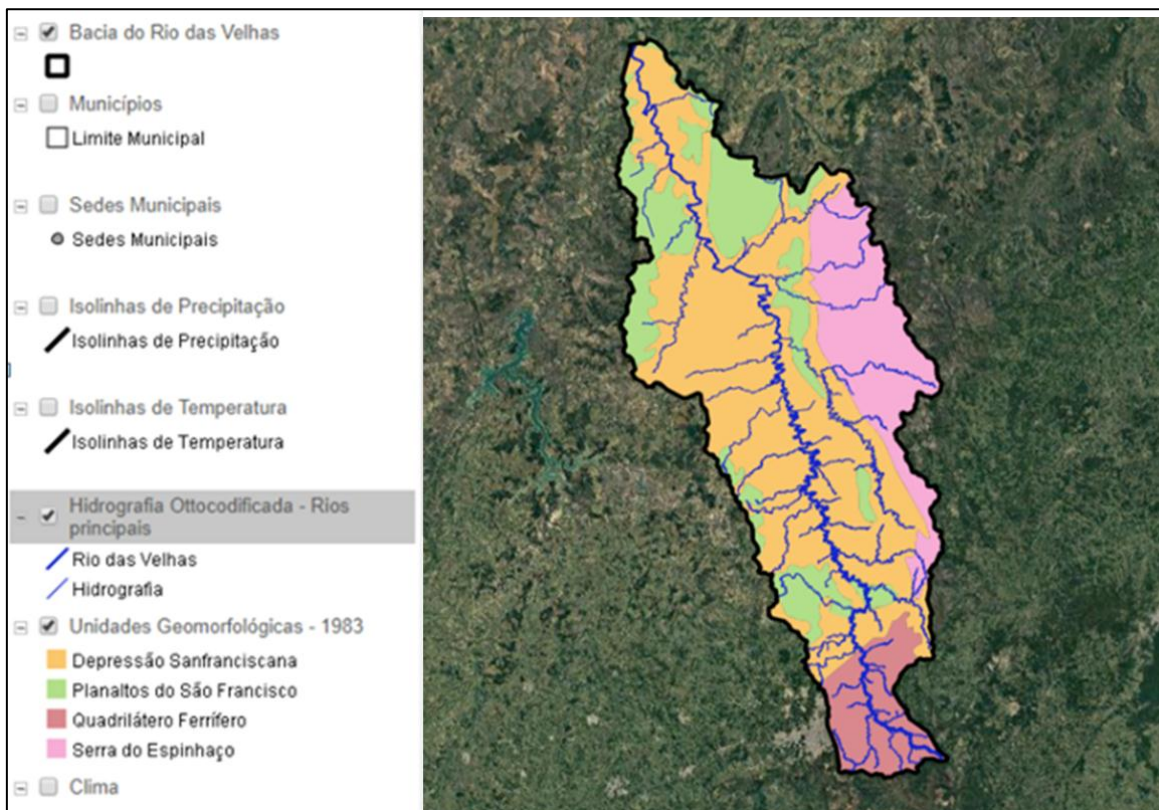 Bacia do Rio das Velhas
Municípios
Limite Municipal
Sedes Municipais
Sedes Municipais
Isolinhas de Precipitação
Isolinhas de Precipitação
Isolinhas de Temperatura
Isolinhas de Temperatura
Hidrografia Ottocodificada - Rios
principais
Rio das Velhas
Hidrografia
Unidades Geomorfológicas - 1983
Depressão Sanfranciscana
Planaltos do São Francisco
Quadrilátero Ferrífero
Serra do Espinhaço
Clima